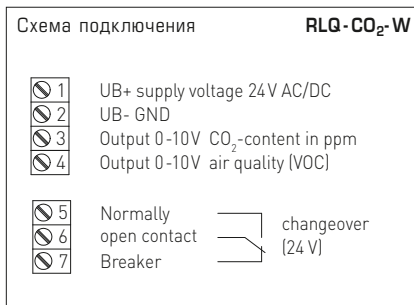 Схема подключения RLQ-CO₂-W
1 UB+ supply voltage 24V AC/DC
2 UB- GND
3 Output 0-10V CO₂-content in ppm
4 Output 0-10V air quality (VOC)
5 Normally
6 open contact
7 Breaker
changeover
(24 V)